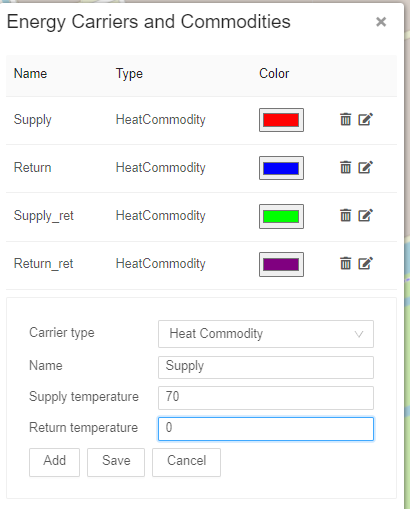 Energy Carriers and Commodities ×
Name Type Color
Supply HeatCommodity
Return HeatCommodity
Supply_ret HeatCommodity
Return_ret HeatCommodity
Carrier type Heat Commodity
Name Supply
Supply temperature 70
Return temperature 0
Add Save Cancel